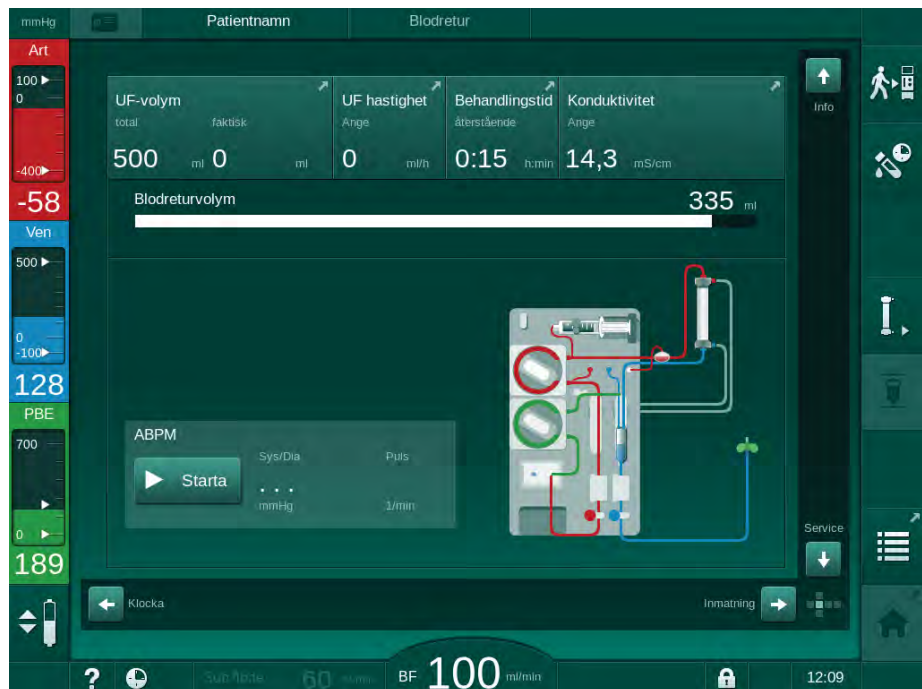 mmHg Patientnamn Blodretur
Art
100
0
-400
-58
Ven
500
0
-100
128
PBE
700
0
189
UF-volym
total faktisk
500 ml 0 ml
UF hastighet
Ange
0 ml/h
Behandlingstid
återstående
0:15 h:min
Konduktivitet
Ange
14,3 mS/cm
Info
Blodreturvolym 335 ml
ABPM
Sys/Dia Puls
Starta . . .
mmHg 1/min
Service
Klocka Inmatning
? 60 BF 100 ml/min 12:09